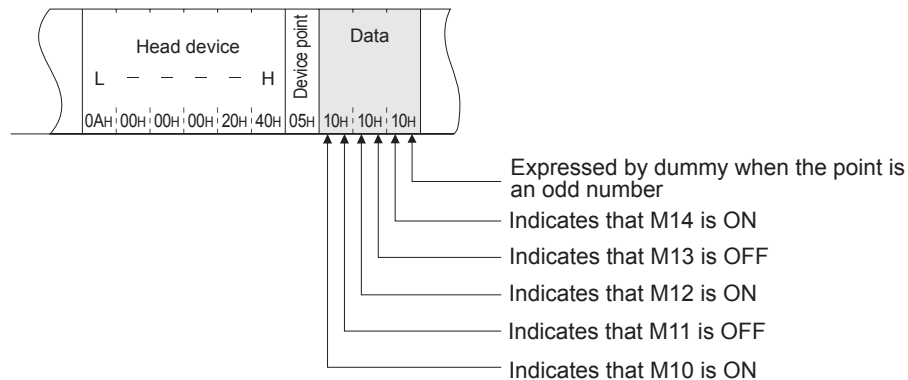 Head device
L – – – – – H
Device point
Data
0AH 00H 00H 00H 20H 40H 05H 10H 10H 10H
Expressed by dummy when the point is
an odd number
Indicates that M14 is ON
Indicates that M13 is OFF
Indicates that M12 is ON
Indicates that M11 is OFF
Indicates that M10 is ON